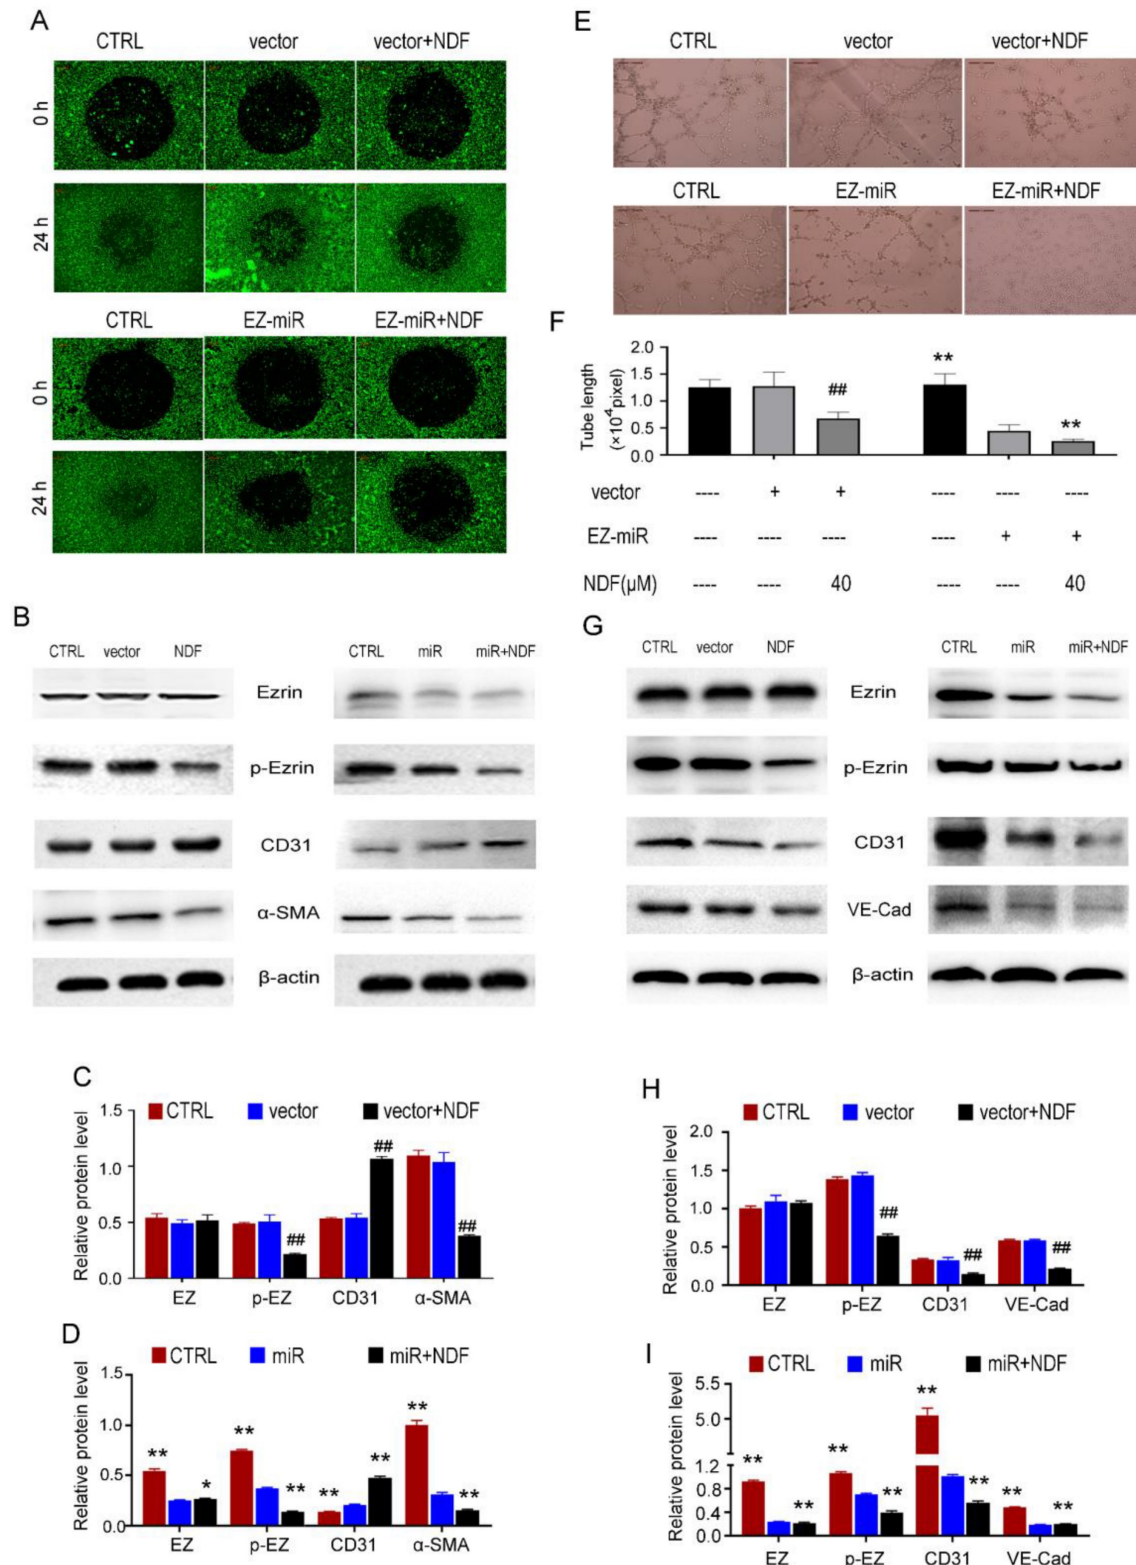 A
CTRL vector vector+NDF
0 h
24 h
CTRL EZ-miR EZ-miR+NDF
0 h
24 h
B
CTRL vector NDF CTRL miR miR+NDF
Ezrin
p-Ezrin
CD31
α-SMA
β-actin
C
CTRL vector vector+NDF
Relative protein level
1.5
1.0
0.5
0.0
## ## ##
EZ p-EZ CD31 α-SMA
D
CTRL miR miR+NDF
Relative protein level
1.5
1.0
0.5
0.0
** * ** ** ** ** ** **
EZ p-EZ CD31 α-SMA
E
CTRL vector vector+NDF
CTRL EZ-miR EZ-miR+NDF
F
Tube length
(×10⁴pixel)
2.0
1.5
1.0
0.5
0.0
## ** **
vector ---- + + ---- ---- ----
EZ-miR ---- ---- ---- ---- + +
NDF(μM) ---- ---- 40 ---- ---- 40
G
CTRL vector NDF CTRL miR miR+NDF
Ezrin
p-Ezrin
CD31
VE-Cad
β-actin
H
CTRL vector vector+NDF
Relative protein level
2.0
1.5
1.0
0.5
0.0
## ## ##
EZ p-EZ CD31 VE-Cad
I
CTRL miR miR+NDF
Relative protein level
5.5
5.0
1.2
0.8
0.4
0.0
** ** ** ** ** ** ** **
EZ p-EZ CD31 VE-Cad